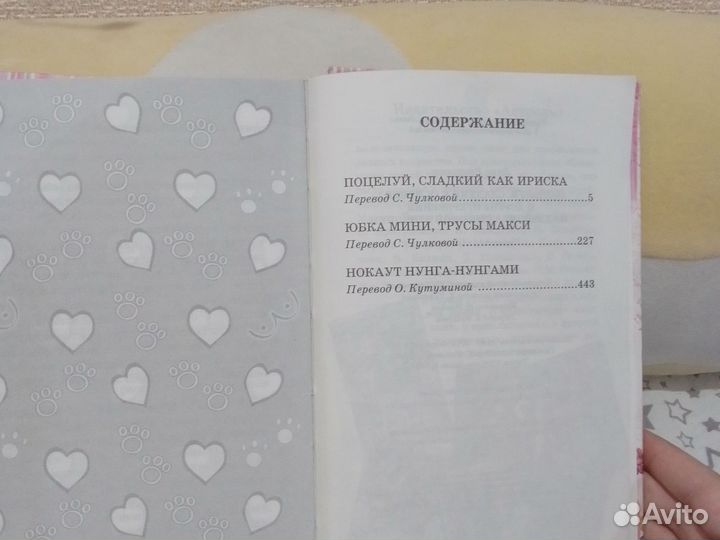 СОДЕРЖАНИЕ
ПОЦЕЛУЙ, СЛАДКИЙ КАК ИРИСКА
Перевод С. Чулковой..............................5
ЮБКА МИНИ, ТРУСЫ МАКСИ
Перевод С. Чулковой...........................227
НОКАУТ НУНГА-НУНГАМИ
Перевод О. Кутуминой .......................443
Avito